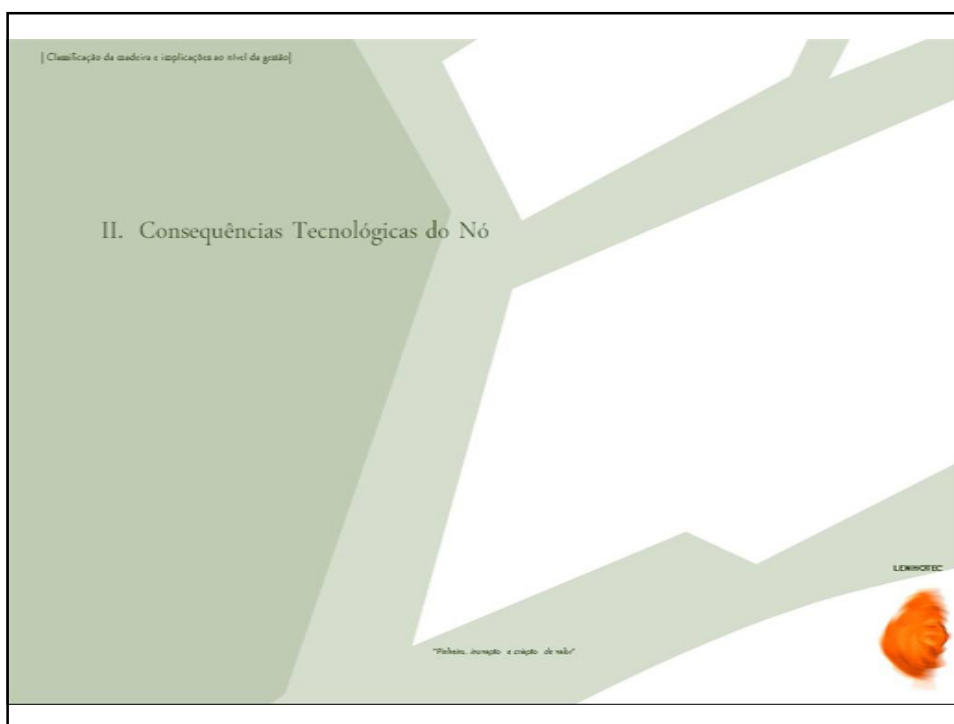 | Classificação da madeira e implicações ao nível da gestão|
II. Consequências Tecnológicas do Nó
LENHOTEC
"Pinheiro, inovação e criação de valor"